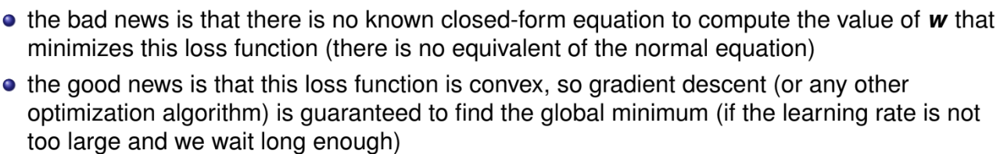 the bad news is that there is no known closed-form equation to compute the value of w that
minimizes this loss function (there is no equivalent of the normal equation)
the good news is that this loss function is convex, so gradient descent (or any other
optimization algorithm) is guaranteed to find the global minimum (if the learning rate is not
too large and we wait long enough)